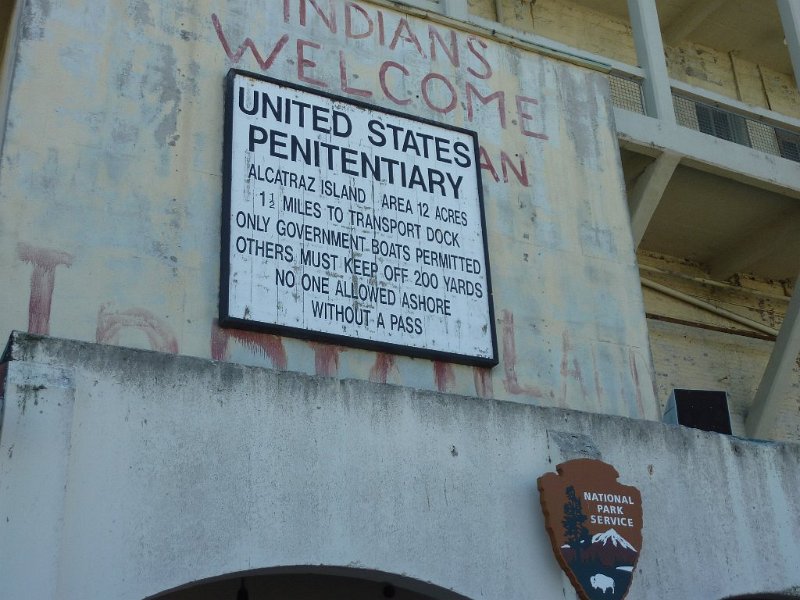 INDIANS
WELCOME
UNITED STATES
PENITENTIARY
ALCATRAZ ISLAND AREA 12 ACRES
1½ MILES TO TRANSPORT DOCK
ONLY GOVERNMENT BOATS PERMITTED
OTHERS MUST KEEP OFF 200 YARDS
NO ONE ALLOWED ASHORE
WITHOUT A PASS
NATIONAL
PARK
SERVICE